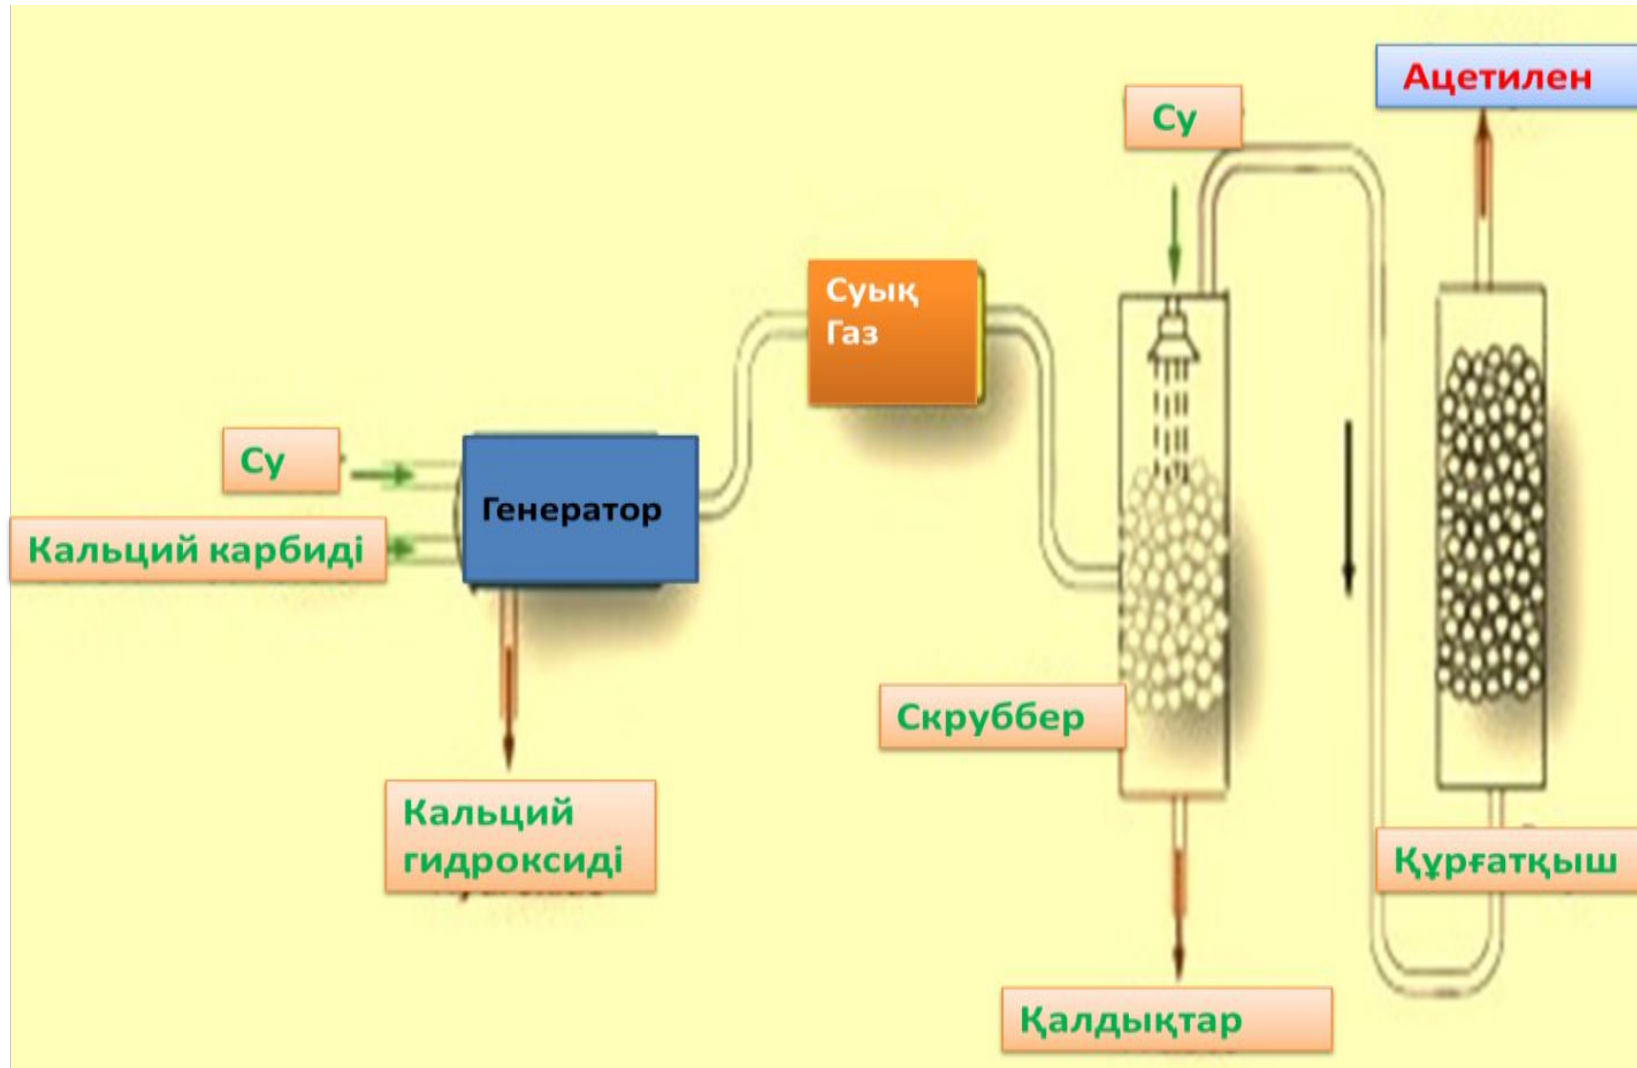 Ацетилен
Су
Суық
Газ
Су
Генератор
Кальций карбиді
Скруббер
Кальций
гидроксиді
Құрғатқыш
Қалдықтар